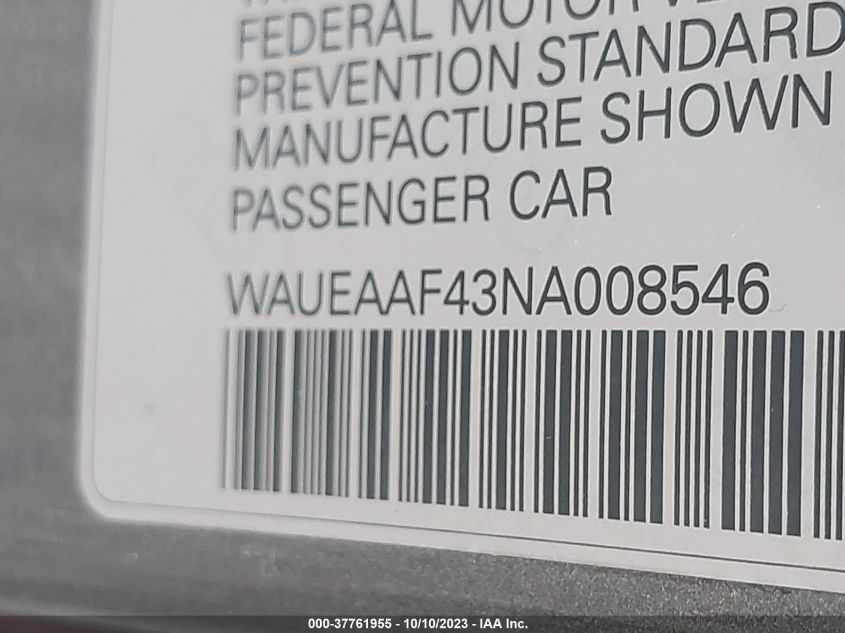 FEDERAL MOTOR
PREVENTION STANDARD
MANUFACTURE SHOWN
PASSENGER CAR
WAUEAAF43NA008546
000-37761955 - 10/10/2023 - IAA Inc.